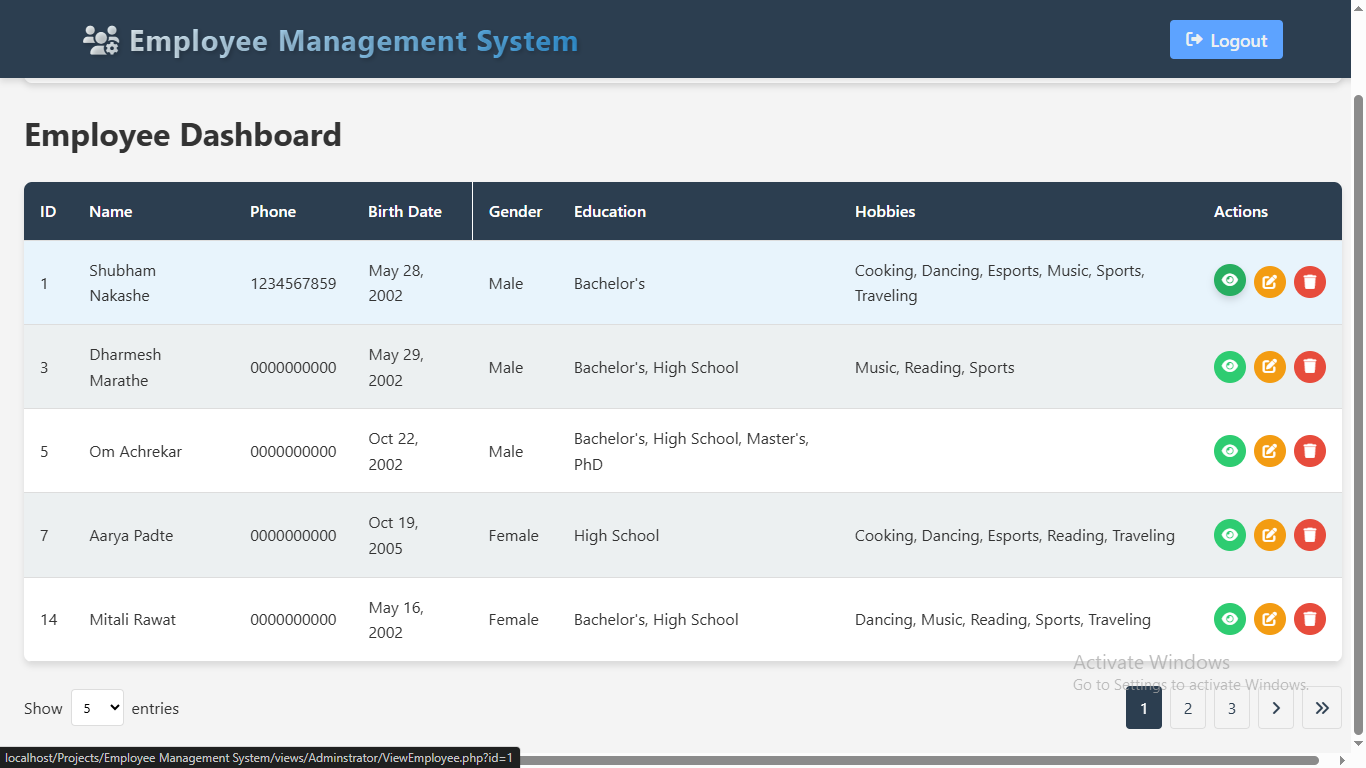 Employee Management System
Logout
Employee Dashboard
ID Name Phone Birth Date Gender Education Hobbies Actions
1 Shubham Nakashe 1234567859 May 28, 2002 Male Bachelor's Cooking, Dancing, Esports, Music, Sports, Traveling
3 Dharmesh Marathe 0000000000 May 29, 2002 Male Bachelor's, High School Music, Reading, Sports
5 Om Achrekar 0000000000 Oct 22, 2002 Male Bachelor's, High School, Master's, PhD
7 Aarya Padte 0000000000 Oct 19, 2005 Female High School Cooking, Dancing, Esports, Reading, Traveling
14 Mitali Rawat 0000000000 May 16, 2002 Female Bachelor's, High School Dancing, Music, Reading, Sports, Traveling
Activate Windows
Go to Settings to activate Windows.
Show 5 entries
1 2 3
localhost/Projects/Employee Management System/views/Adminstrator/ViewEmployee.php?id=1